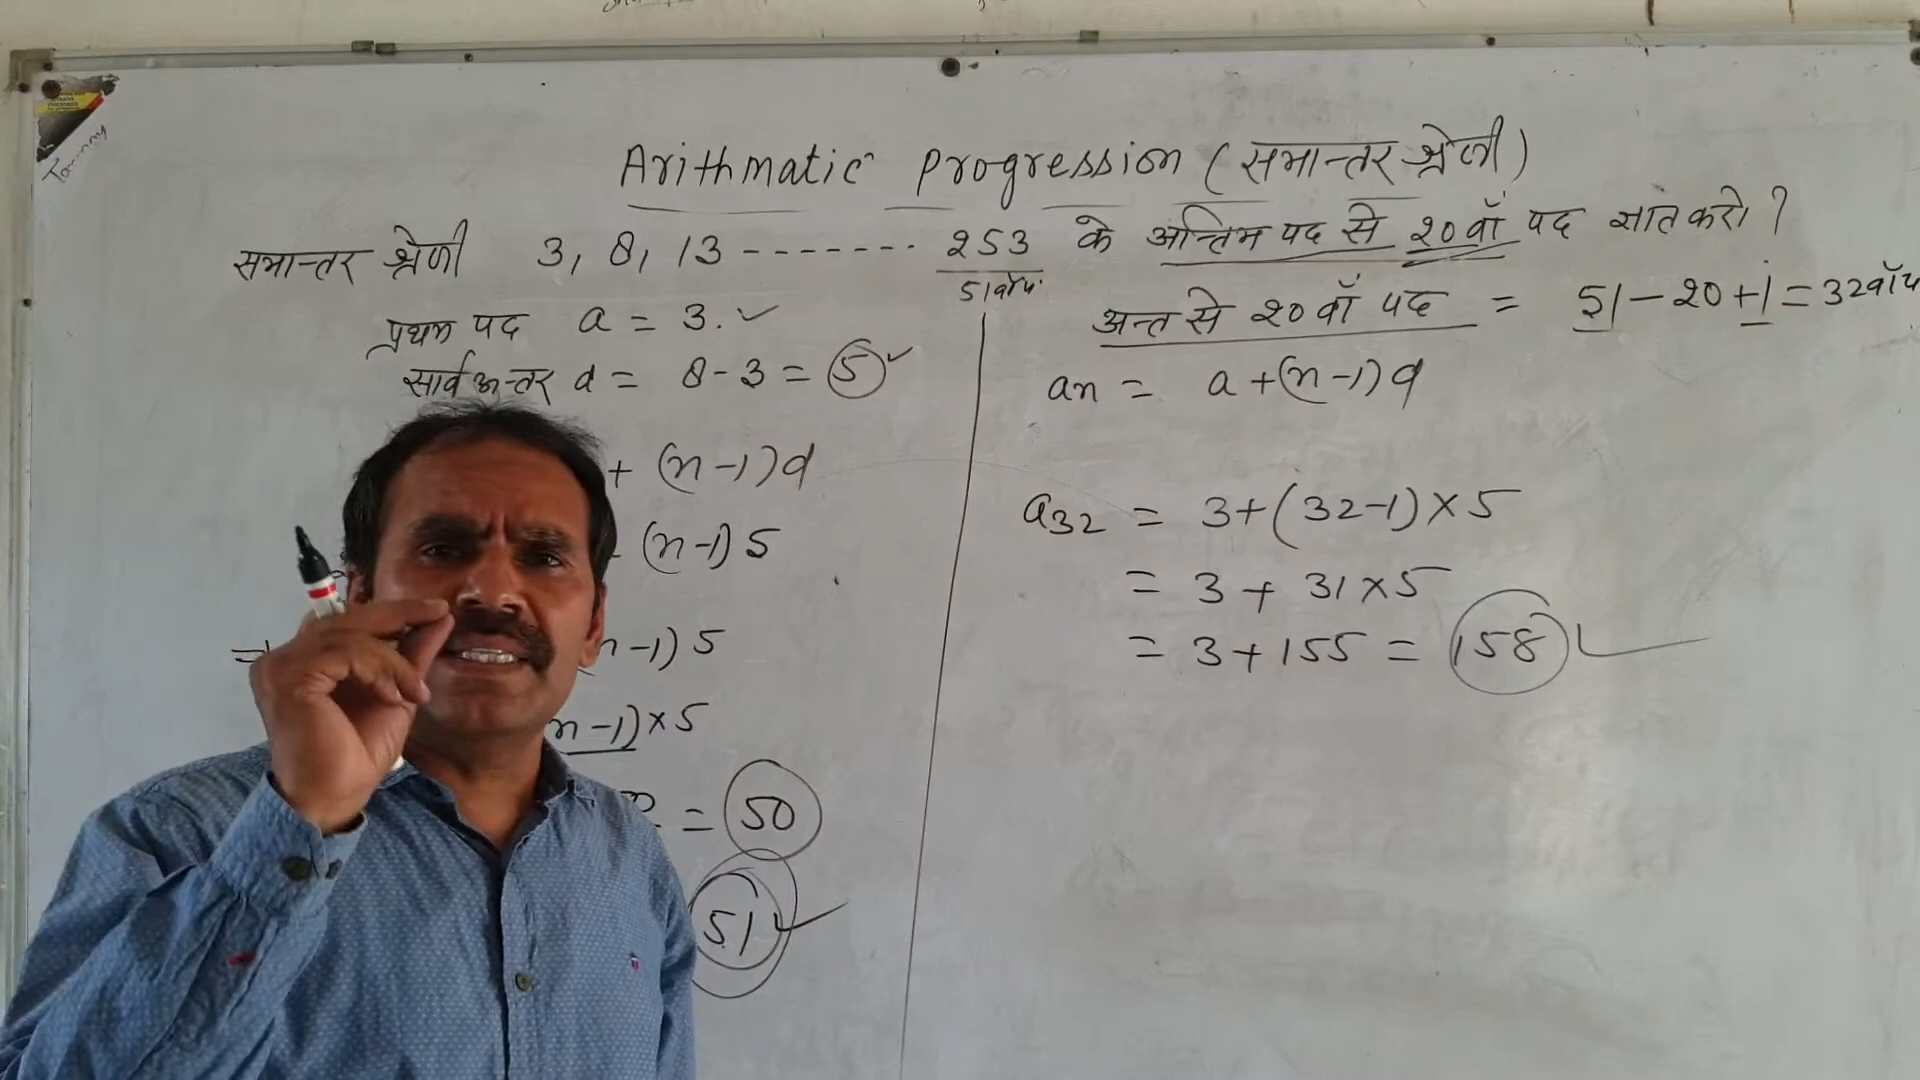 Arithmatic Progression (समान्तर श्रेणी)
समान्तर श्रेणी 3, 8, 13 ------- 253 के अन्तिम पद से 20वाँ पद ज्ञात करो ?
51वाँ प.
प्रथम पद a = 3.✓
सार्व अन्तर d = 8-3 = 5✓
+ (n-1)d
(n-1) 5
n-1) 5
n-1)×5
= 50
51 ✓
अन्त से 20वाँ पद = 51-20+1=32वाँ प
an = a+(n-1)d
a32 = 3+(32-1)×5
= 3 + 31×5
= 3+155 = 158 ✓
Tommy